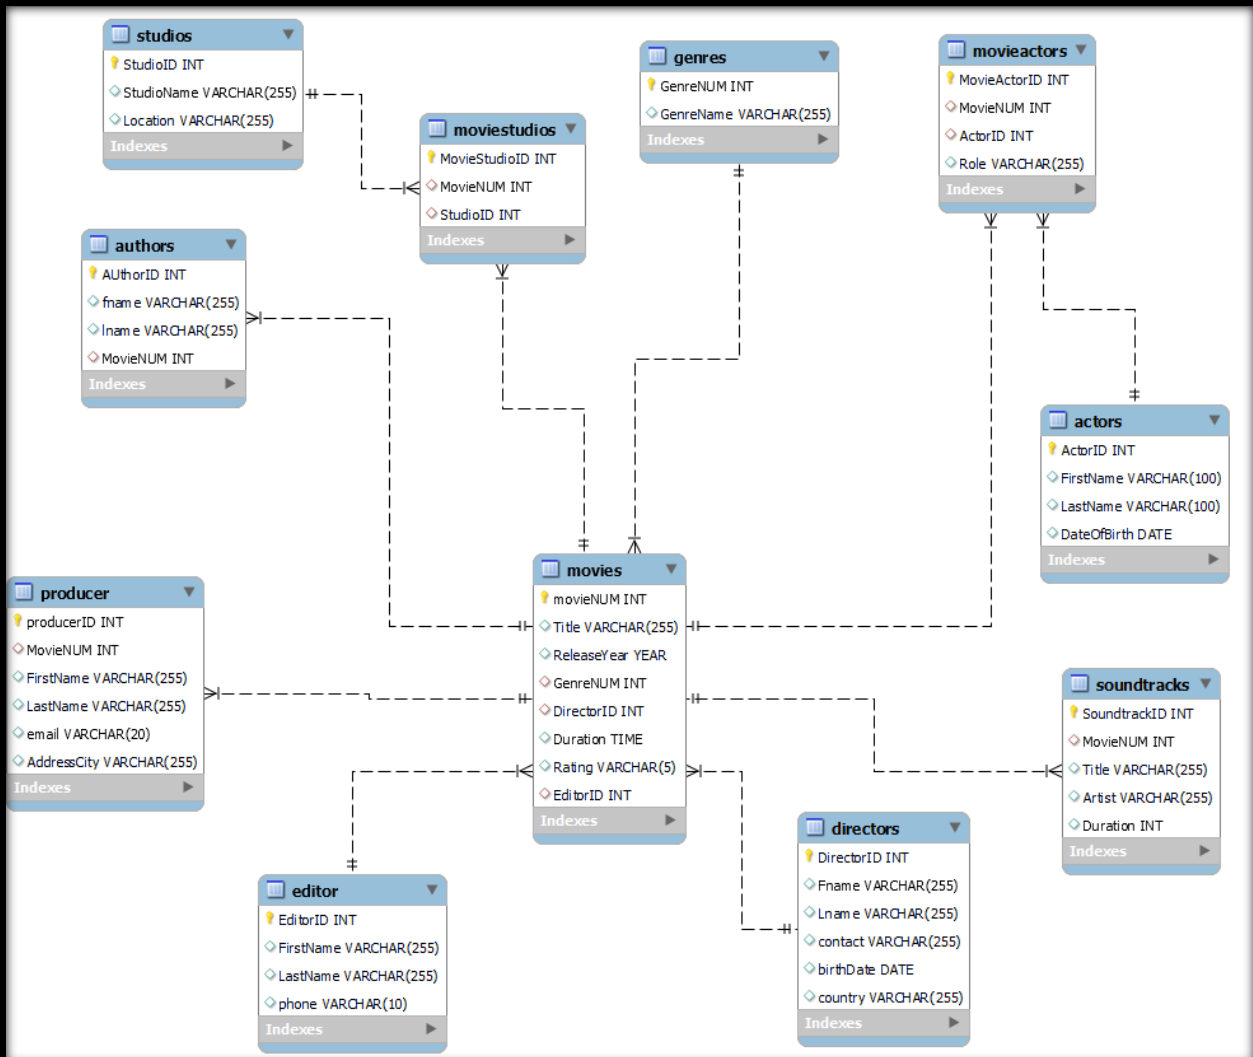 studios
StudioID INT
StudioName VARCHAR(255)
Location VARCHAR(255)
Indexes
genres
GenreNUM INT
GenreName VARCHAR(255)
Indexes
movieactors
MovieActorID INT
MovieNUM INT
ActorID INT
Role VARCHAR(255)
Indexes
moviestudios
MovieStudioID INT
MovieNUM INT
StudioID INT
Indexes
authors
AUthorID INT
fname VARCHAR(255)
lname VARCHAR(255)
MovieNUM INT
Indexes
actors
ActorID INT
FirstName VARCHAR(100)
LastName VARCHAR(100)
DateOfBirth DATE
Indexes
movies
movieNUM INT
Title VARCHAR(255)
ReleaseYear YEAR
GenreNUM INT
DirectorID INT
Duration TIME
Rating VARCHAR(5)
EditorID INT
Indexes
producer
producerID INT
MovieNUM INT
FirstName VARCHAR(255)
LastName VARCHAR(255)
email VARCHAR(20)
AddressCity VARCHAR(255)
Indexes
soundtracks
SoundtrackID INT
MovieNUM INT
Title VARCHAR(255)
Artist VARCHAR(255)
Duration INT
Indexes
editor
EditorID INT
FirstName VARCHAR(255)
LastName VARCHAR(255)
phone VARCHAR(10)
Indexes
directors
DirectorID INT
Fname VARCHAR(255)
Lname VARCHAR(255)
contact VARCHAR(255)
birthDate DATE
country VARCHAR(255)
Indexes